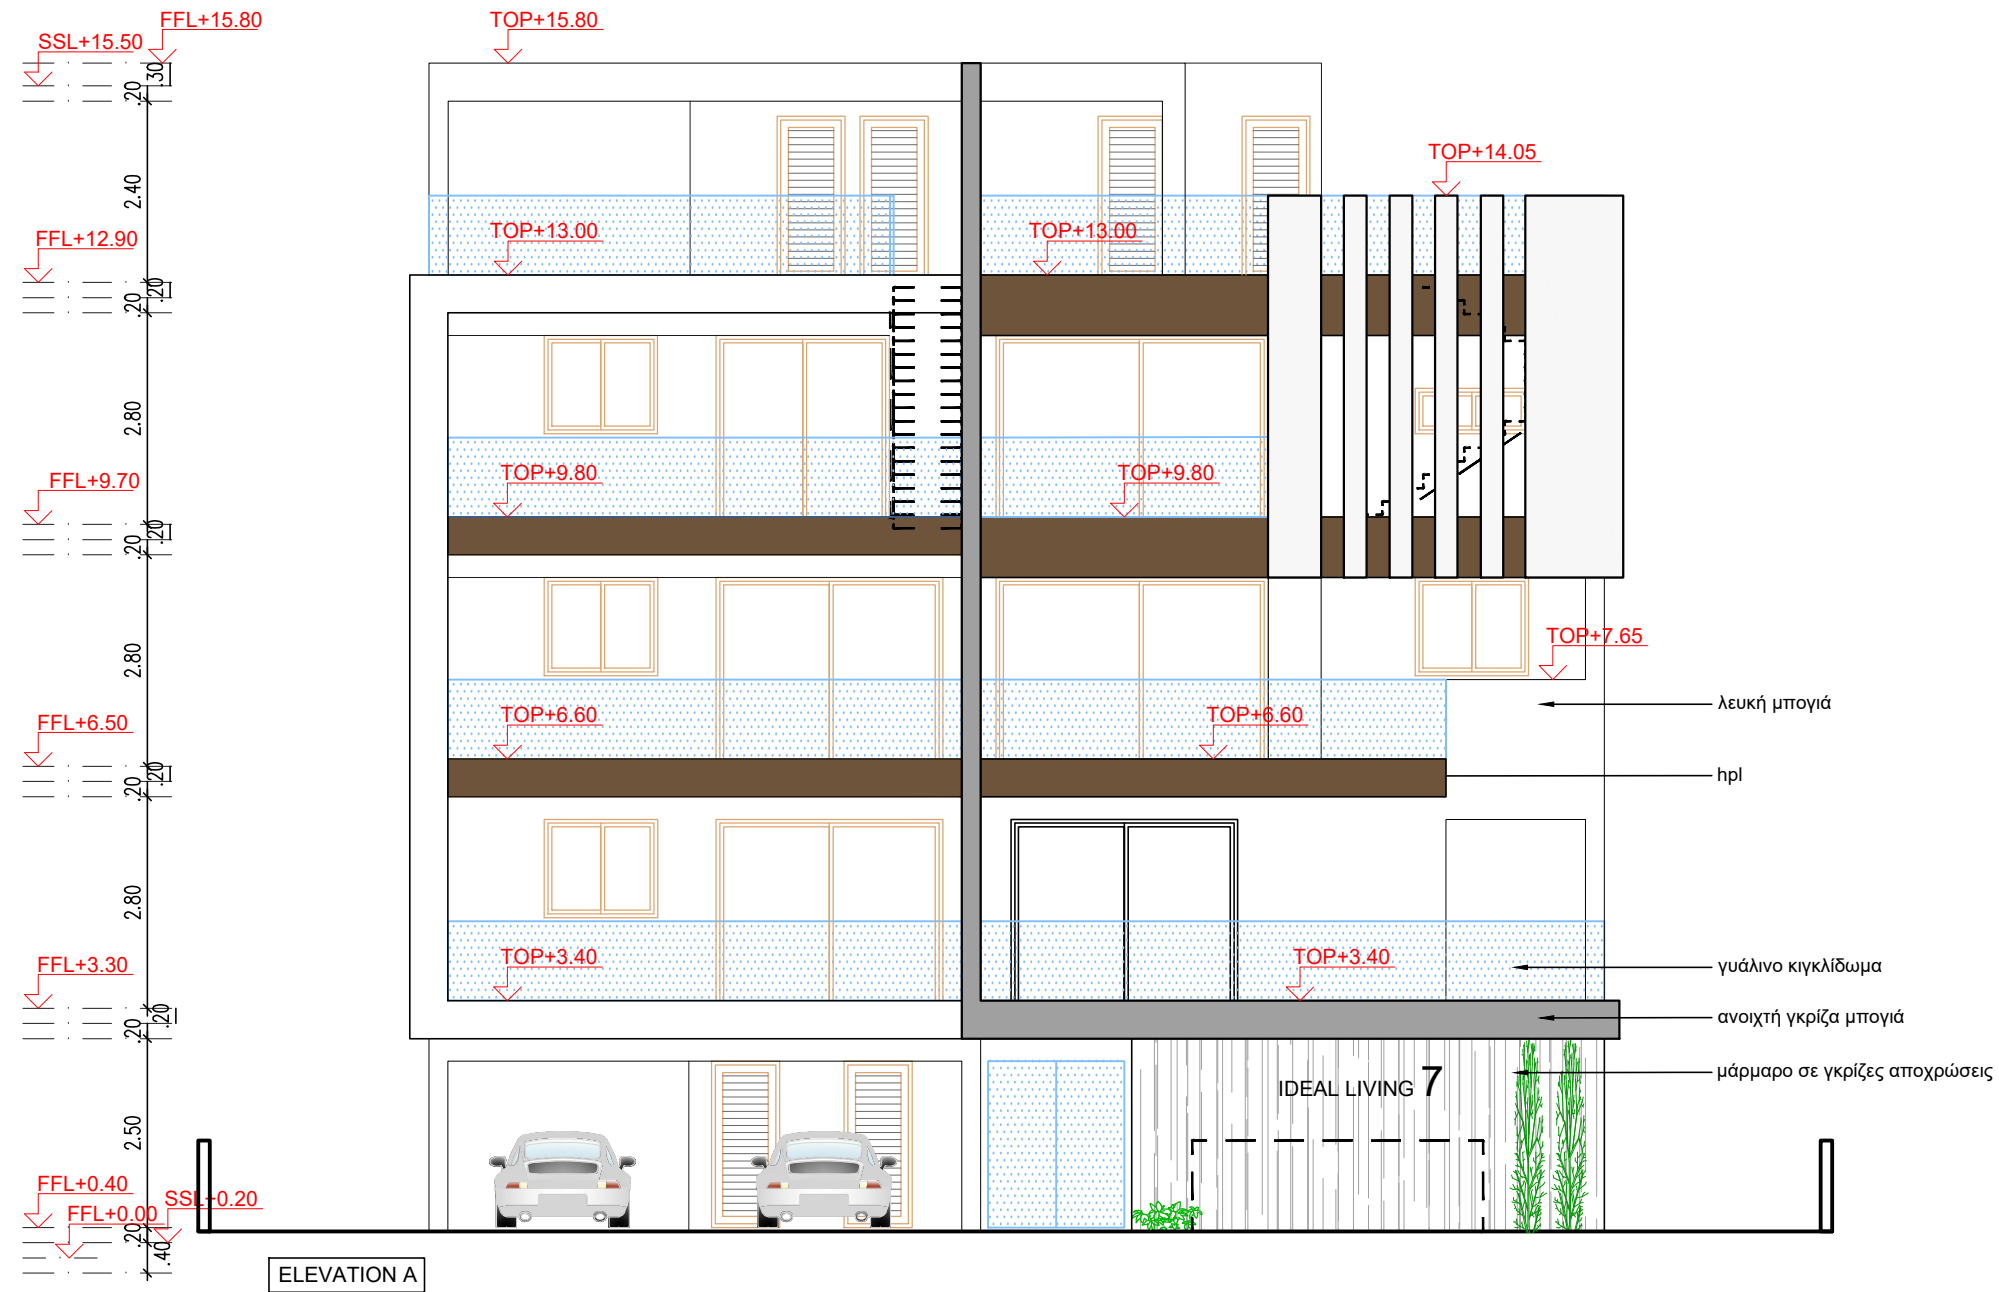 FFL+15.80
TOP+15.80
SSL+15.50
.30
.20
TOP+14.05
2.40
TOP+13.00
TOP+13.00
FFL+12.90
.20
.20
2.80
TOP+9.80
TOP+9.80
FFL+9.70
.20
.20
2.80
TOP+7.65
λευκή μπογιά
TOP+6.60
TOP+6.60
FFL+6.50
hpl
.20
.20
2.80
TOP+3.40
TOP+3.40
FFL+3.30
γυάλινο κιγκλίδωμα
.20
.20
ανοιχτή γκρίζα μπογιά
μάρμαρο σε γκρίζες αποχρώσεις
IDEAL LIVING 7
2.50
FFL+0.40
SSL+0.20
FFL+0.00
.20
.40
ELEVATION A